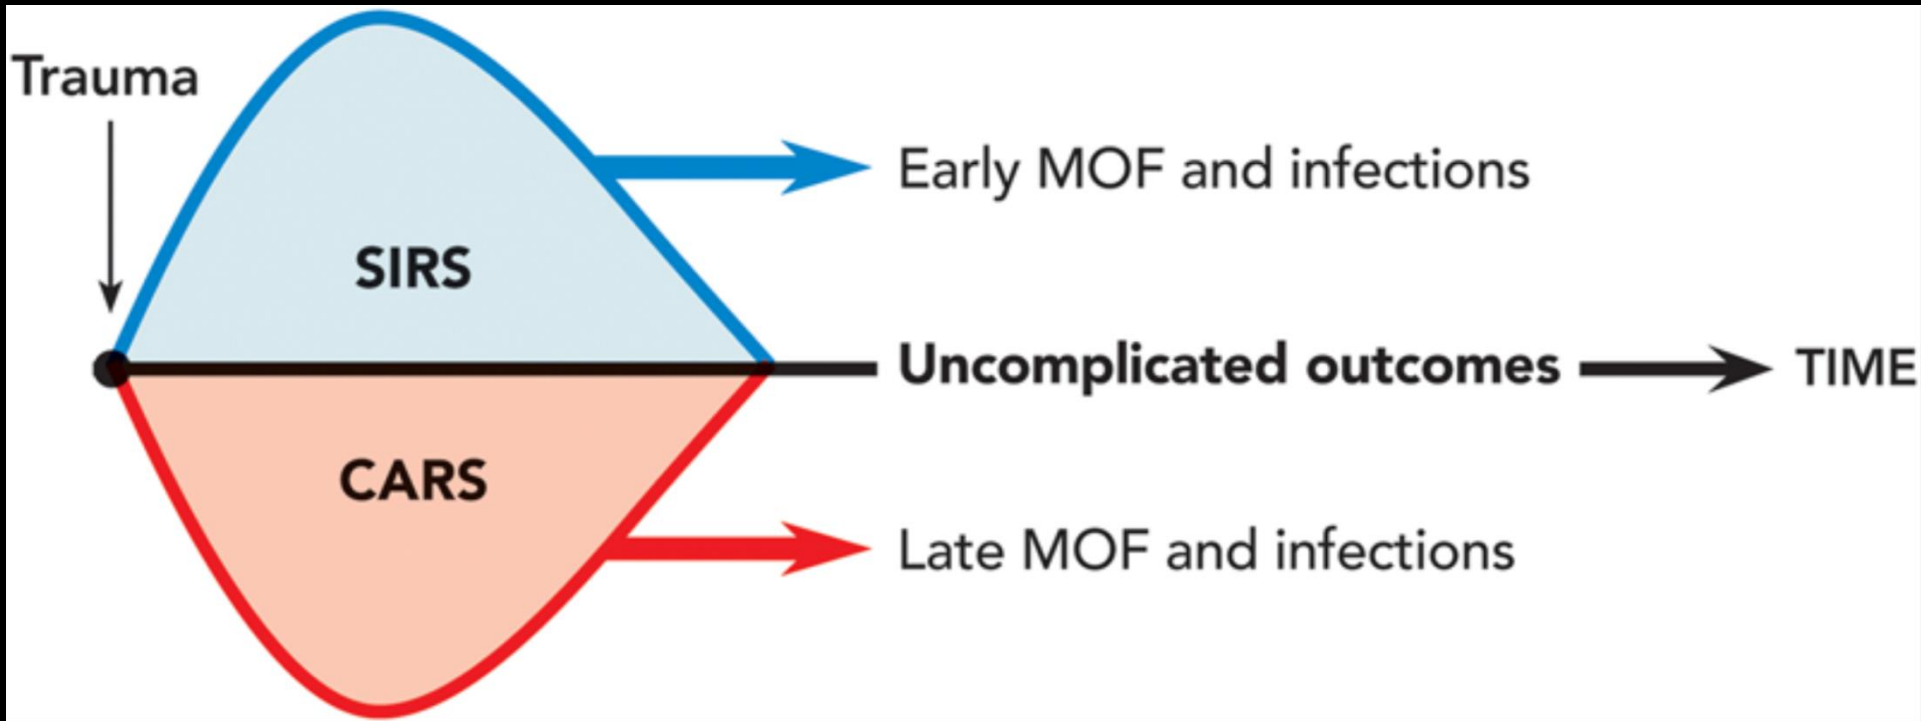 Trauma
Early MOF and infections
SIRS
Uncomplicated outcomes
TIME
CARS
Late MOF and infections